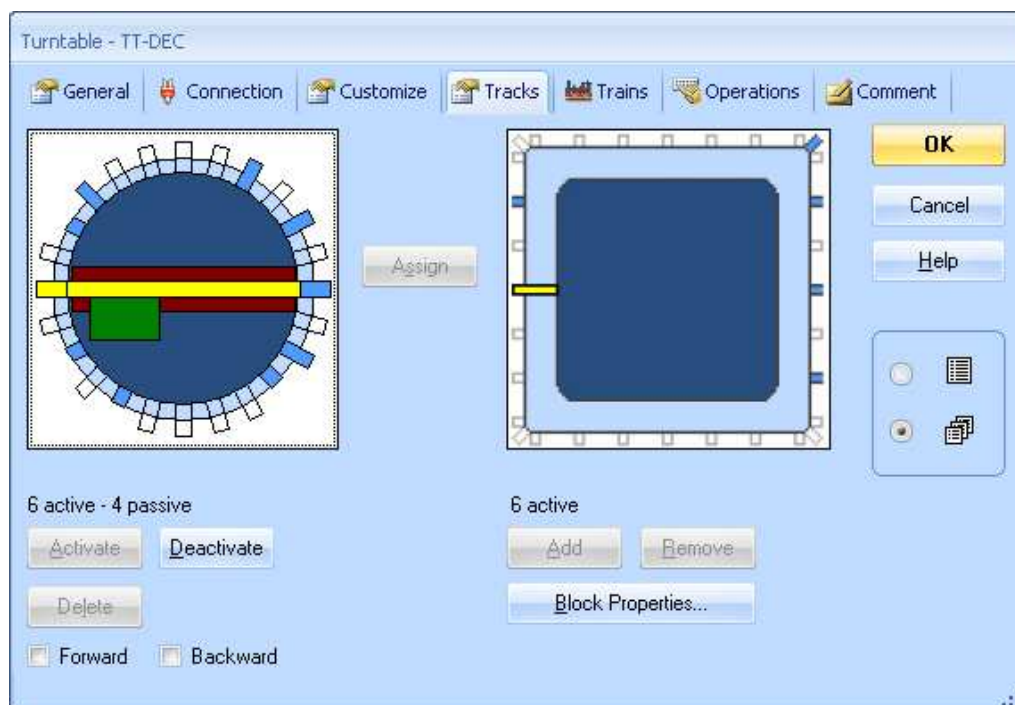 Turntable - TT-DEC
General Connection Customize Tracks Trains Operations Comment
OK
Cancel
Assign
Help
6 active - 4 passive 6 active
Activate Deactivate Add Remove
Delete Block Properties...
Forward Backward